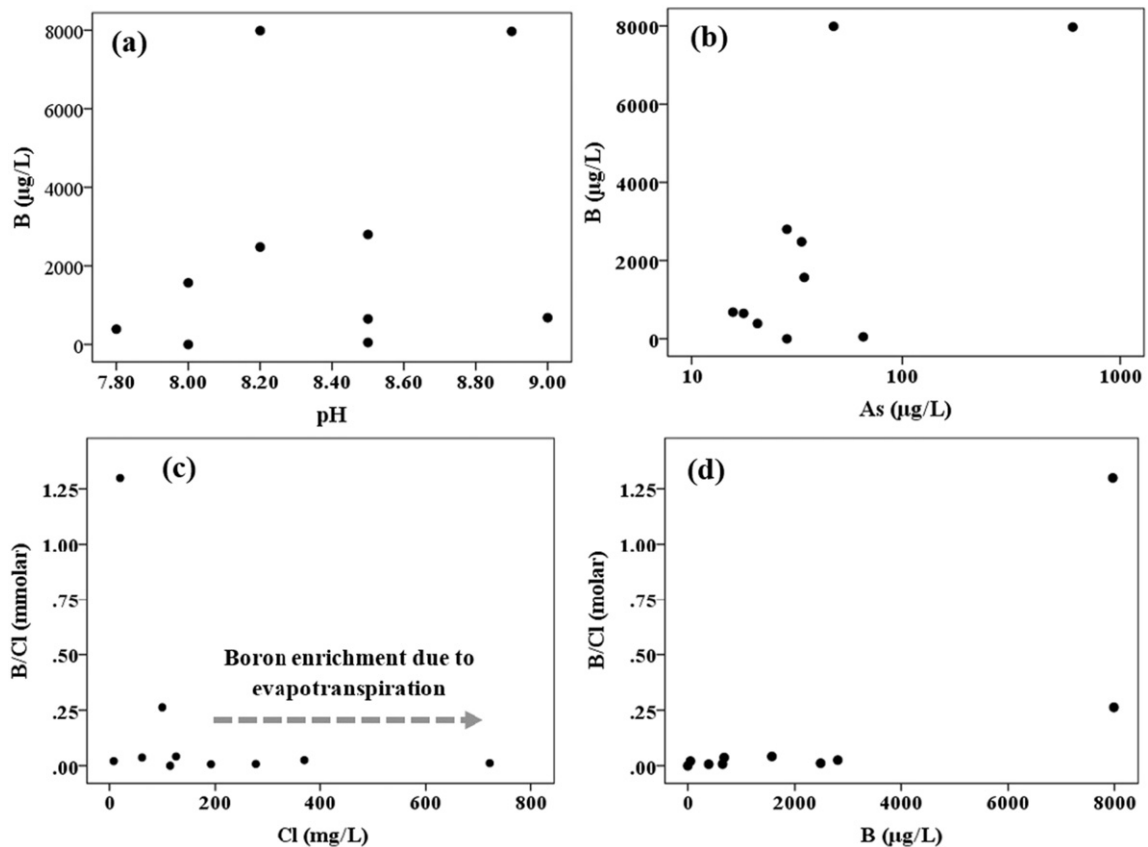 (a)
B (µg/L)
8000
6000
4000
2000
0
7.80 8.00 8.20 8.40 8.60 8.80 9.00
pH
(b)
B (µg/L)
8000
6000
4000
2000
0
10 100 1000
As (µg/L)
(c)
B/Cl (mmolar)
1.25
1.00
.75
.50
.25
.00
Boron enrichment due to
evapotranspiration
0 200 400 600 800
Cl (mg/L)
(d)
B/Cl (molar)
1.25
1.00
.75
.50
.25
.00
0 2000 4000 6000 8000
B (µg/L)